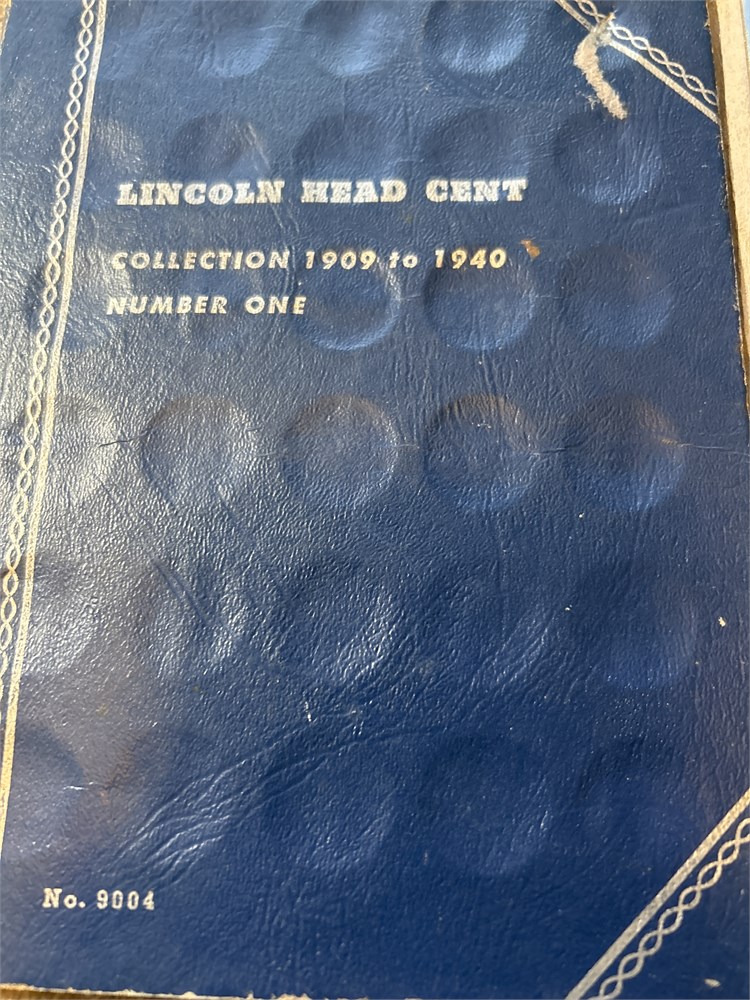 LINCOLN HEAD CENT
COLLECTION 1909 to 1940
NUMBER ONE
No. 9004